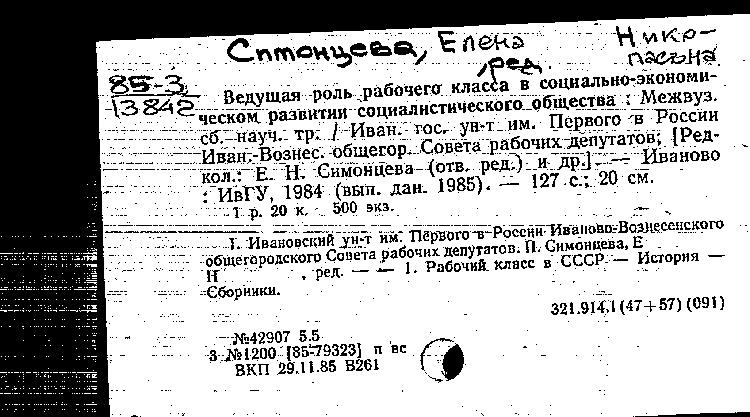 Симонцева, Елена Нико-
лаевна
, ред.
85-3
13842
Ведущая роль рабочего класса в социально-экономи-
ческом развитии социалистического общества : Межвуз.
сб. науч. тр. / Иван. гос. ун-т им. Первого в России
Иван.-Вознес. общегор. Совета рабочих депутатов; [Ред-
кол.: Е. Н. Симонцева (отв. ред.) и др.]. — Иваново
: ИвГУ, 1984 (вып. дан. 1985). — 127 с.; 20 см.
1 р. 20 к. 500 экз.
I. Ивановский ун-т им. Первого в России Иваново-Вознесенского
общегородского Совета рабочих депутатов. II. Симонцева, Е
Н , ред. — — 1. Рабочий класс в СССР — История —
Сборники.
321.914.1 (47+57) (091)
№42907 5.5
3 №1200 [85-79323] п вс
ВКП 29.11.85 В261